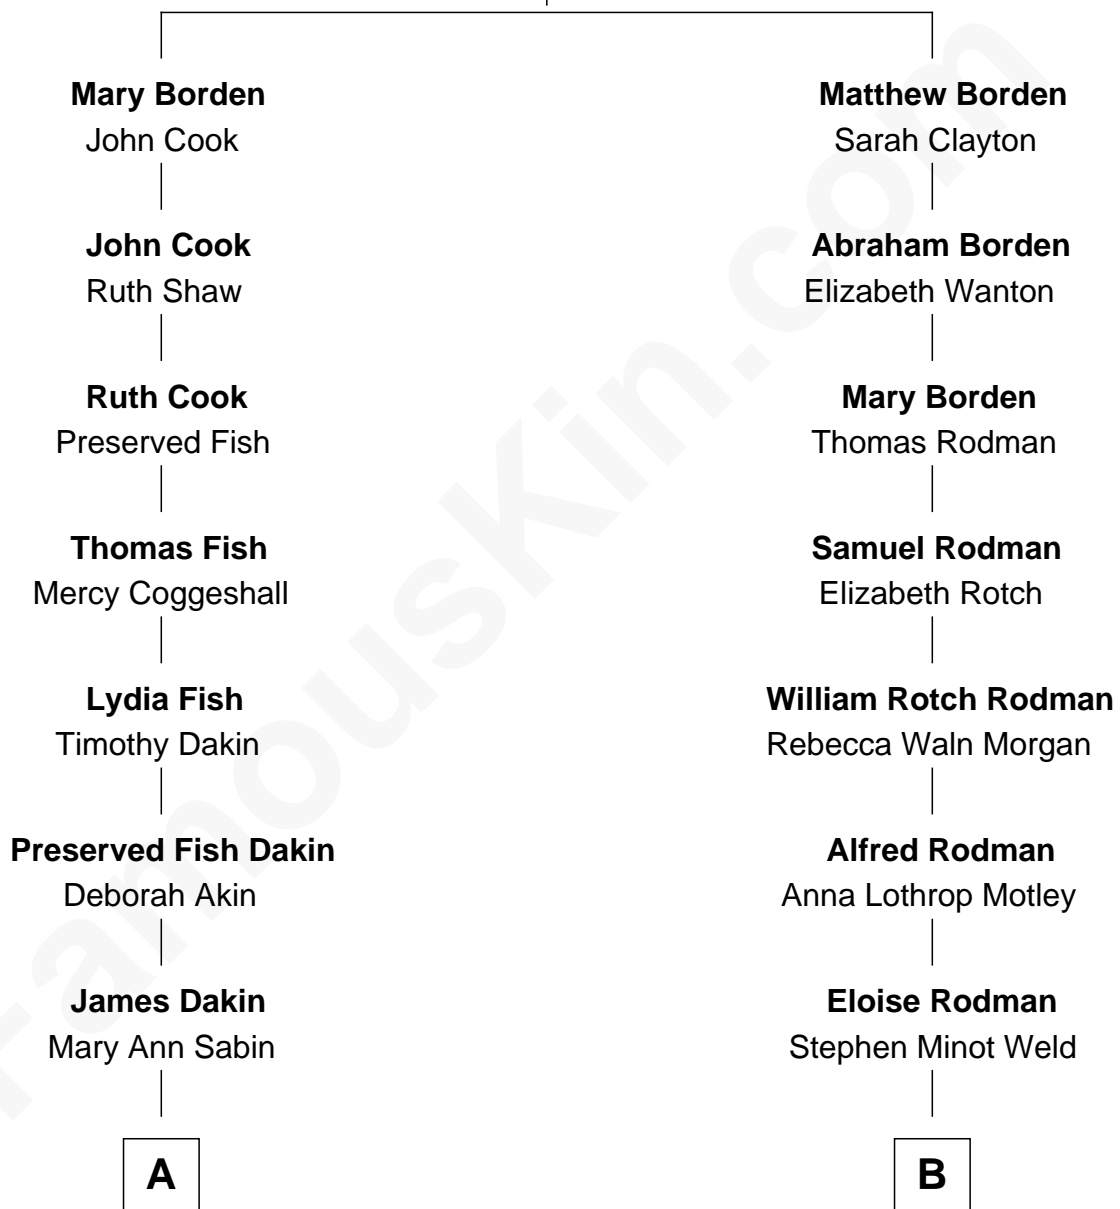 Mary Borden
John Cook
John Cook
Ruth Shaw
Ruth Cook
Preserved Fish
Thomas Fish
Mercy Coggeshall
Lydia Fish
Timothy Dakin
Preserved Fish Dakin
Deborah Akin
James Dakin
Mary Ann Sabin
A
Matthew Borden
Sarah Clayton
Abraham Borden
Elizabeth Wanton
Mary Borden
Thomas Rodman
Samuel Rodman
Elizabeth Rotch
William Rotch Rodman
Rebecca Waln Morgan
Alfred Rodman
Anna Lothrop Motley
Eloise Rodman
Stephen Minot Weld
B
FamousKin.com